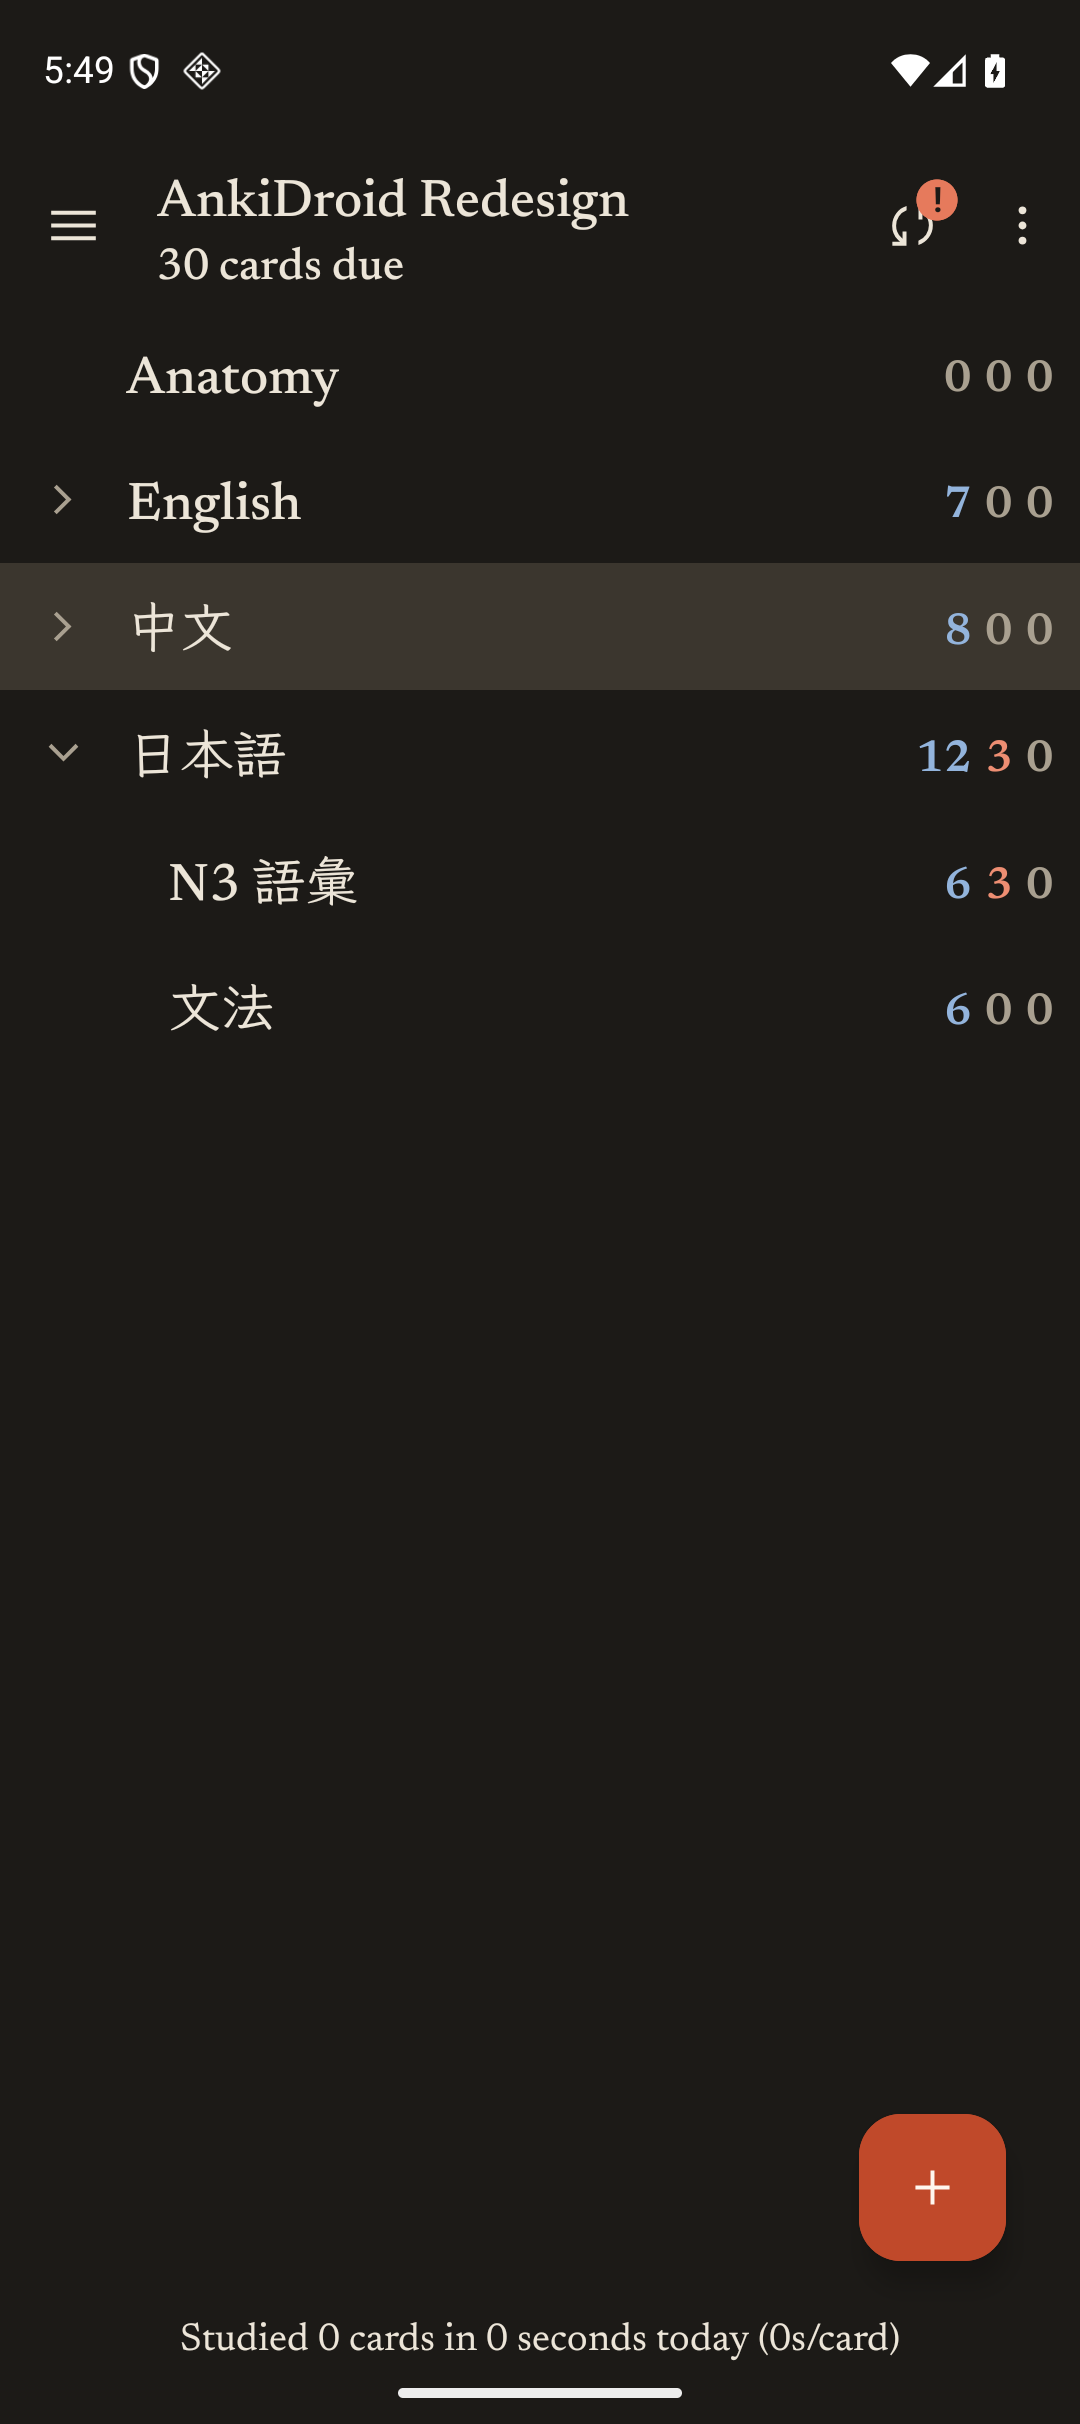 5:49
AnkiDroid Redesign
30 cards due
Anatomy 0 0 0
English 7 0 0
中文 8 0 0
日本語 12 3 0
N3 語彙 6 3 0
文法 6 0 0
Studied 0 cards in 0 seconds today (0s/card)